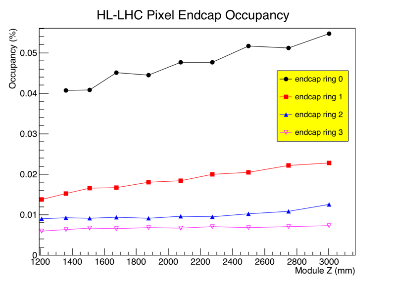 HL-LHC Pixel Endcap Occupancy
Occupancy (%)
0.05
0.04
0.03
0.02
0.01
0
endcap ring 0
endcap ring 1
endcap ring 2
endcap ring 3
1200 1400 1600 1800 2000 2200 2400 2600 2800 3000
Module Z (mm)